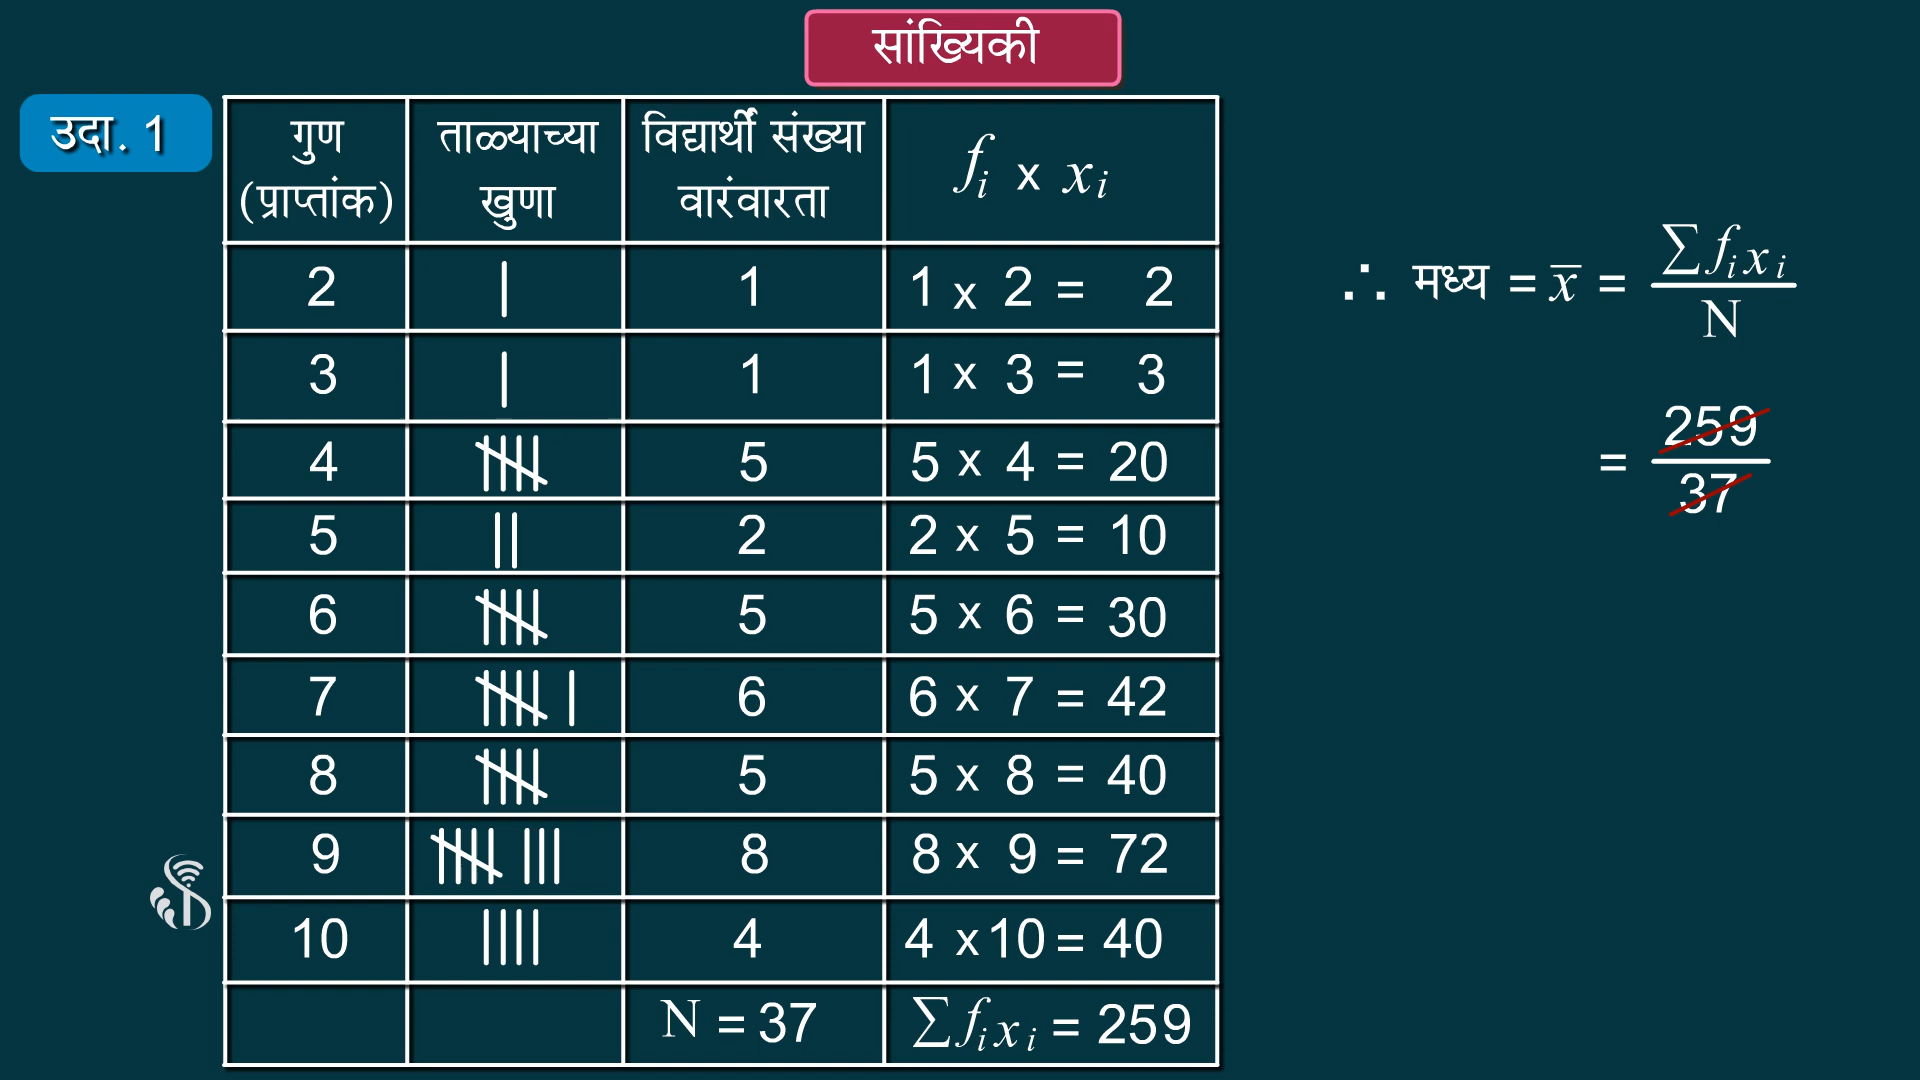 सांख्यिकी
उदा. 1
गुण (प्राप्तांक) ताळ्याच्या खुणा विद्यार्थी संख्या वारंवारता fi x xi
2 | 1 1 x 2 = 2
3 | 1 1 x 3 = 3
4 5 5 x 4 = 20
5 || 2 2 x 5 = 10
6 5 5 x 6 = 30
7 | 6 6 x 7 = 42
8 5 5 x 8 = 40
9 ||| 8 8 x 9 = 72
10 |||| 4 4 x 10 = 40
N = 37 ∑fixi = 259
∴ मध्य = x̅ = ∑fixi / N
= 259 / 37